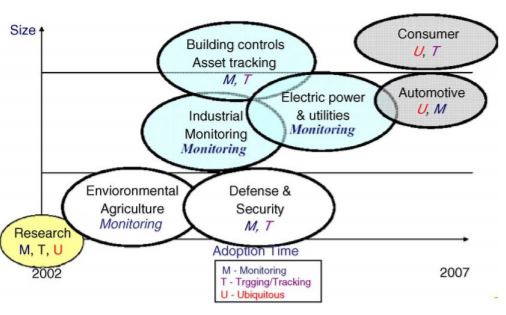 Size
Consumer
U, T
Building controls
Asset tracking
M, T
Automotive
U, M
Electric power
& utilities
Monitoring
Industrial
Monitoring
Monitoring
Envioronmental
Agriculture
Monitoring
Defense &
Security
M, T
Research
M, T, U
Adoption Time
2002
2007
M - Monitoring
T - Trgging/Tracking
U - Ubiquitous